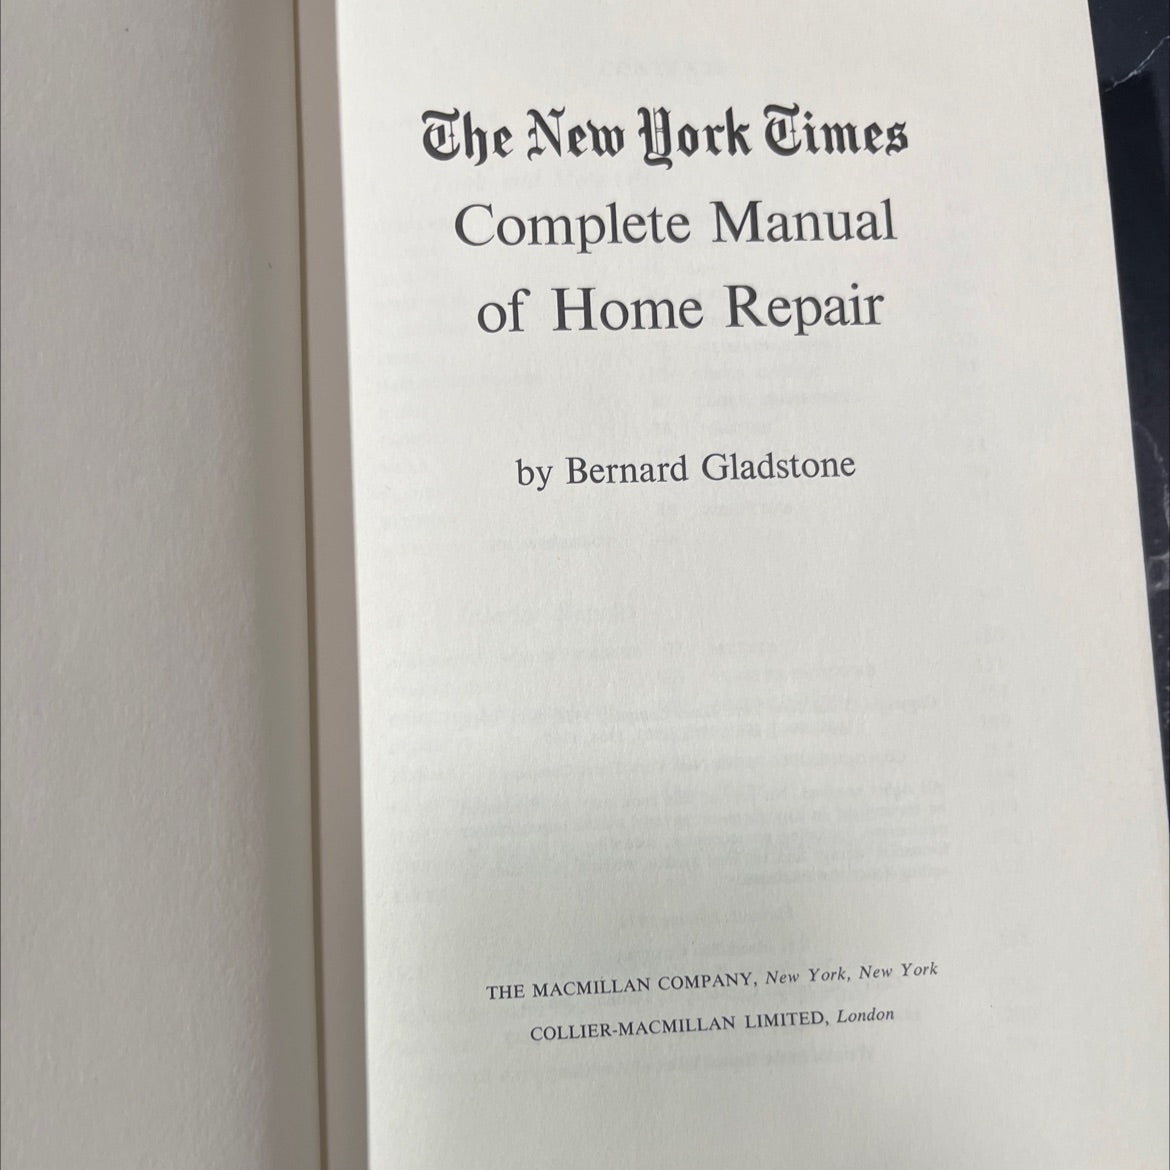 The New York Times
Complete Manual
of Home Repair
by Bernard Gladstone
THE MACMILLAN COMPANY, New York, New York
COLLIER-MACMILLAN LIMITED, London